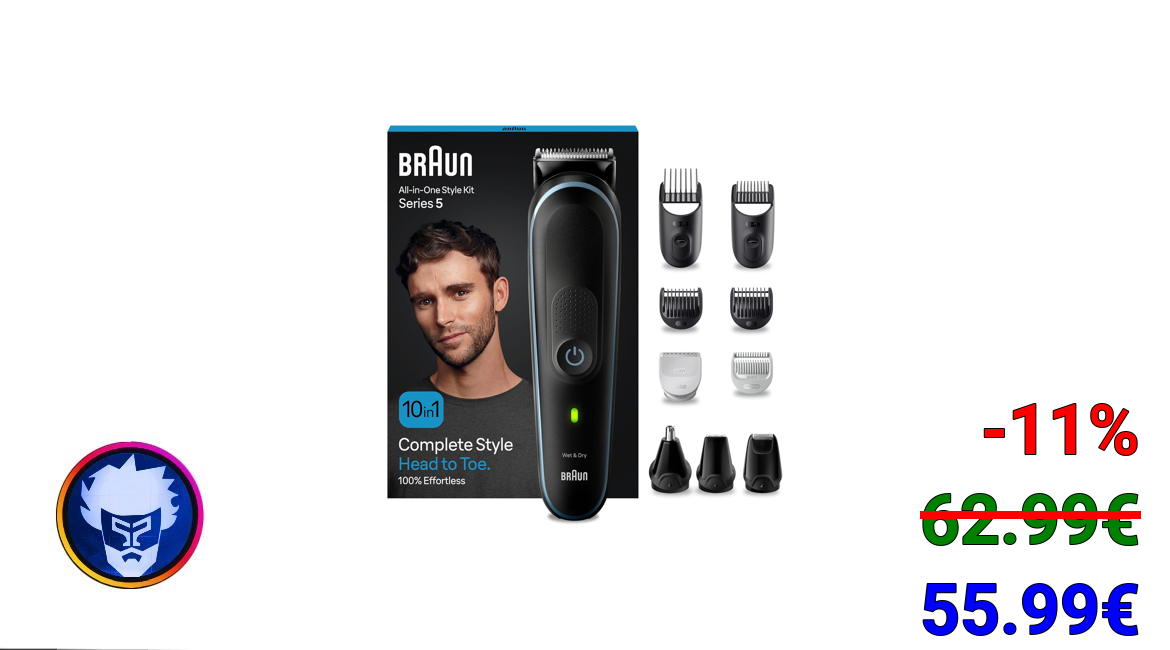 BRAUN
BRAUN
All-in-One Style Kit
Series 5
10in1
Complete Style
Head to Toe.
100% Effortless
Wet & Dry
BRAUN
-11%
62.99€
55.99€